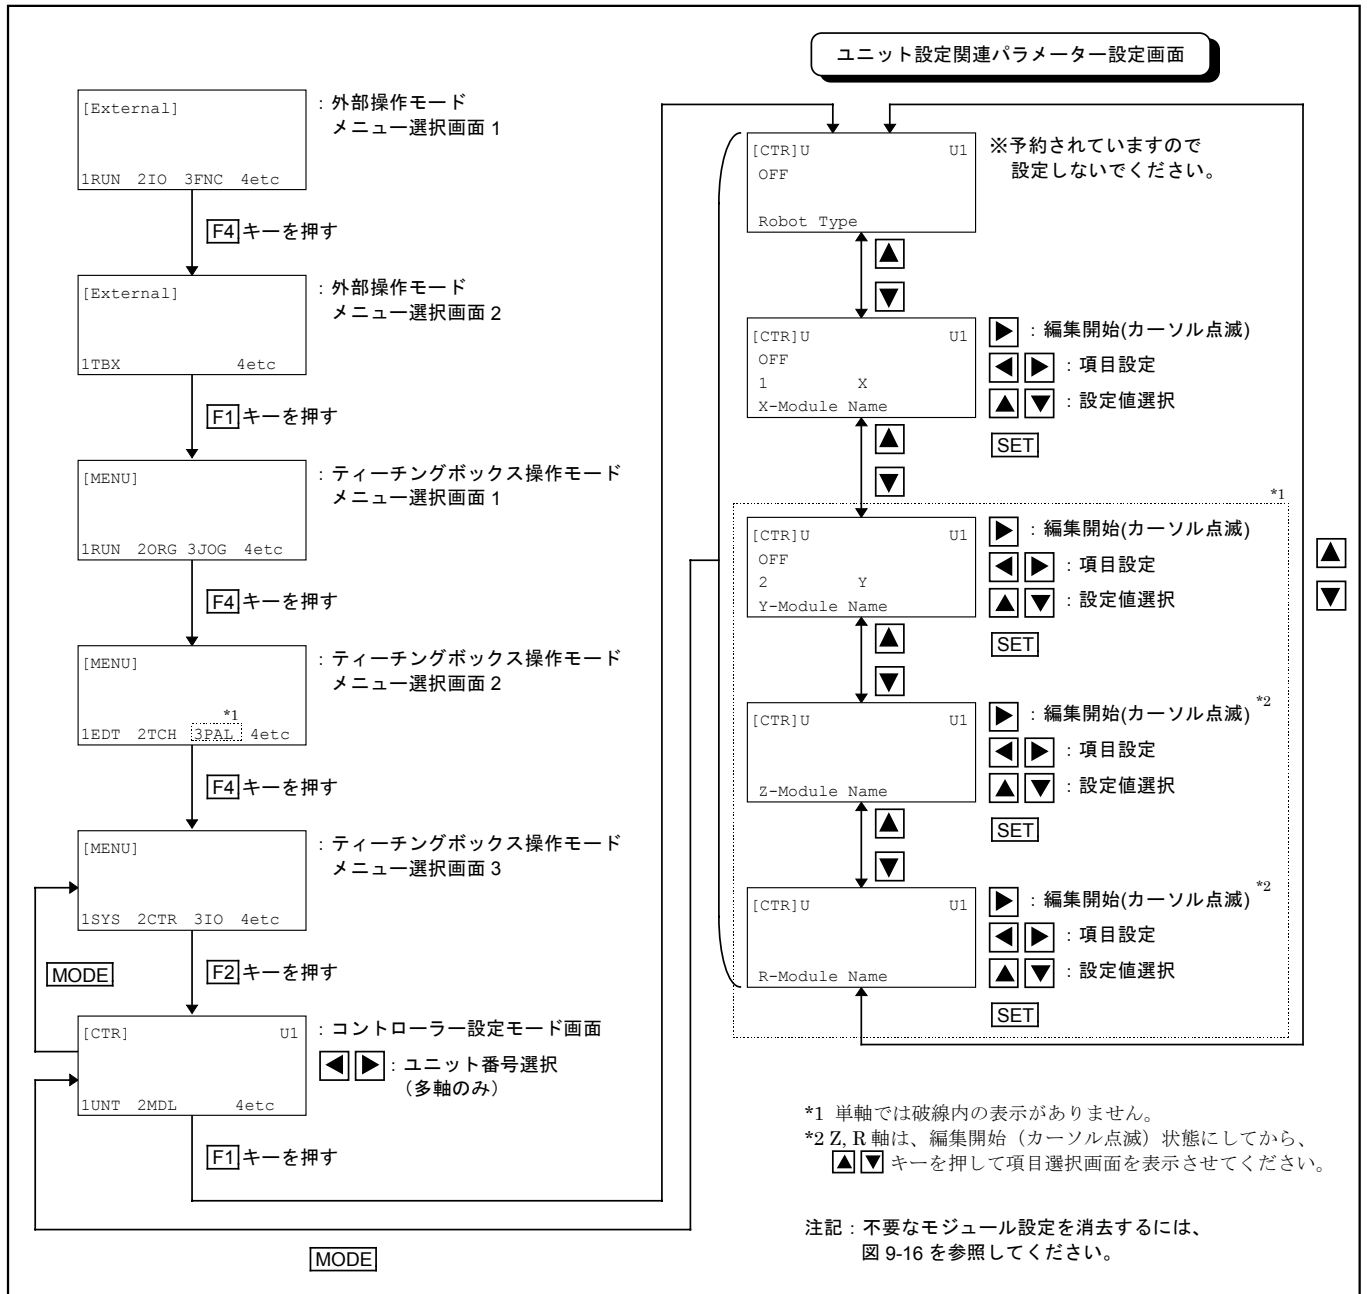 ユニット設定関連パラメーター設定画面
[External]
1RUN 2IO 3FNC 4etc
：外部操作モード
メニュー選択画面 1
F4 キーを押す
[External]
1TBX 4etc
：外部操作モード
メニュー選択画面 2
F1 キーを押す
[MENU]
1RUN 2ORG 3JOG 4etc
：ティーチングボックス操作モード
メニュー選択画面 1
F4 キーを押す
[MENU]
*1
1EDT 2TCH 3PAL 4etc
：ティーチングボックス操作モード
メニュー選択画面 2
F4 キーを押す
[MENU]
1SYS 2CTR 3IO 4etc
：ティーチングボックス操作モード
メニュー選択画面 3
MODE
F2 キーを押す
[CTR] U1
1UNT 2MDL 4etc
：コントローラー設定モード画面
◀ ▶ ：ユニット番号選択
（多軸のみ）
F1 キーを押す
MODE
[CTR]U U1
OFF
Robot Type
※予約されていますので
設定しないでください。
▲
▼
[CTR]U U1
OFF
1 X
X-Module Name
▶ ：編集開始(カーソル点滅)
◀ ▶ ：項目設定
▲ ▼ ：設定値選択
SET
▲
▼
*1
[CTR]U U1
OFF
2 Y
Y-Module Name
▶ ：編集開始(カーソル点滅)
◀ ▶ ：項目設定
▲ ▼ ：設定値選択
SET
▲
▼
▲
▼
[CTR]U U1
Z-Module Name
▶ ：編集開始(カーソル点滅) *2
◀ ▶ ：項目設定
▲ ▼ ：設定値選択
SET
▲
▼
[CTR]U U1
R-Module Name
▶ ：編集開始(カーソル点滅) *2
◀ ▶ ：項目設定
▲ ▼ ：設定値選択
SET
*1 単軸では破線内の表示がありません。
*2 Z, R 軸は、編集開始（カーソル点滅）状態にしてから、
▲ ▼ キーを押して項目選択画面を表示させてください。
注記：不要なモジュール設定を消去するには、
図 9-16 を参照してください。